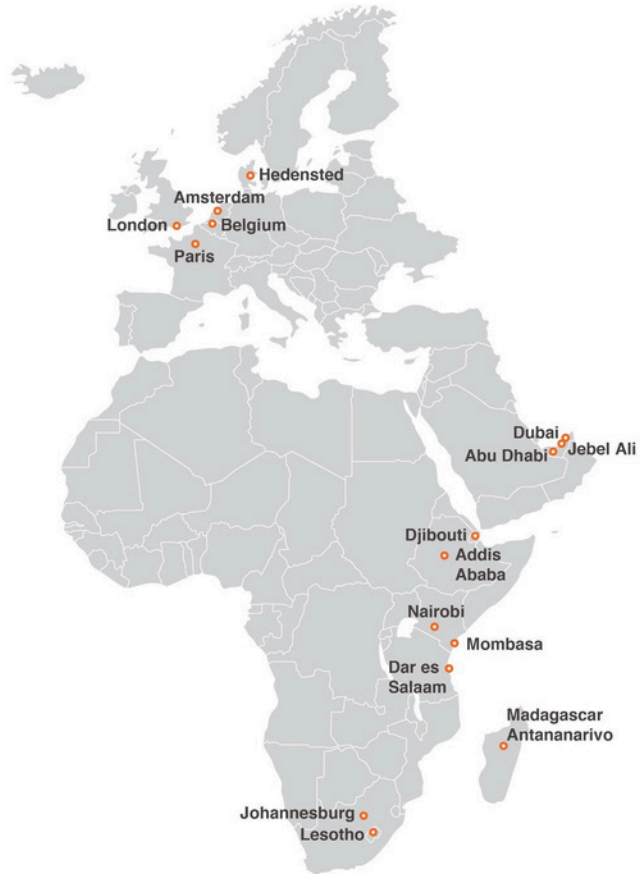 Hedensted
Amsterdam
London
Belgium
Paris
Dubai
Jebel Ali
Abu Dhabi
Djibouti
Addis
Ababa
Nairobi
Mombasa
Dar es
Salaam
Madagascar
Antananarivo
Johannesburg
Lesotho